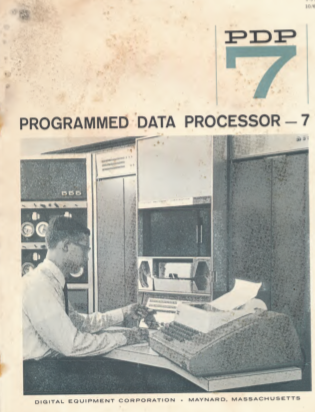 PDP
7
PROGRAMMED DATA PROCESSOR — 7
DIGITAL EQUIPMENT CORPORATION • MAYNARD, MASSACHUSETTS